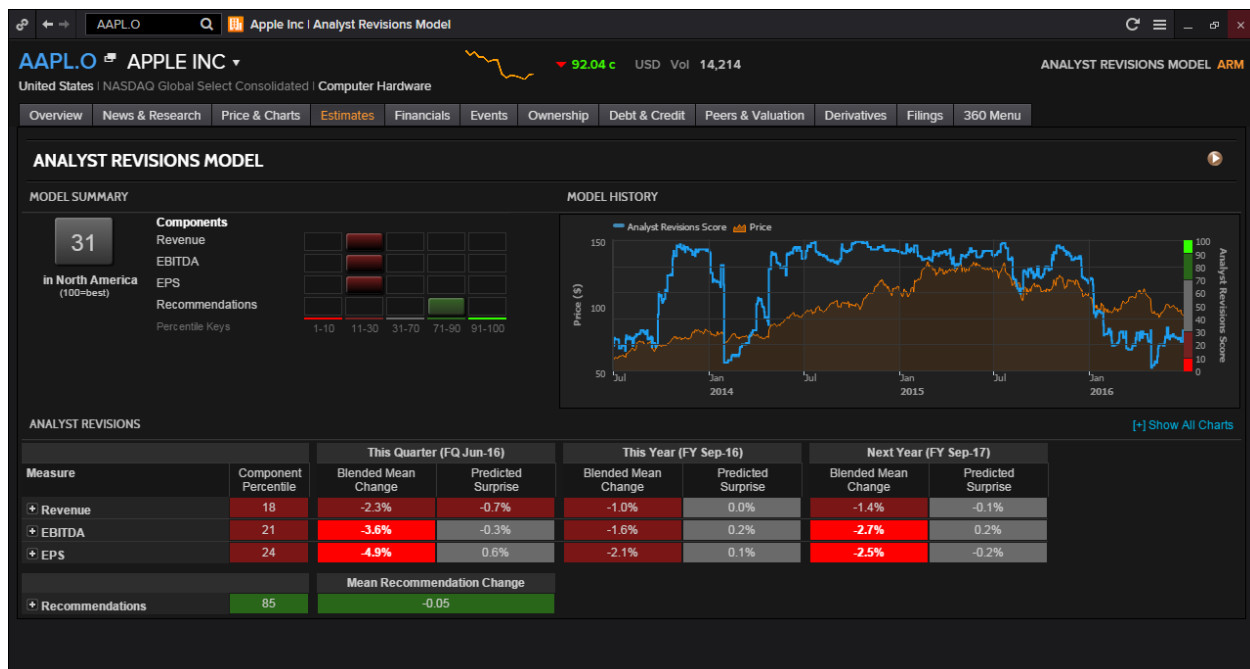 AAPL.O Apple Inc | Analyst Revisions Model
AAPL.O APPLE INC 92.04 c USD Vol 14,214 ANALYST REVISIONS MODEL ARM
United States | NASDAQ Global Select Consolidated | Computer Hardware
Overview News & Research Price & Charts Estimates Financials Events Ownership Debt & Credit Peers & Valuation Derivatives Filings 360 Menu
ANALYST REVISIONS MODEL
MODEL SUMMARY
31
in North America
(100=best)
Components
Revenue
EBITDA
EPS
Recommendations
Percentile Keys 1-10 11-30 31-70 71-90 91-100
MODEL HISTORY
Analyst Revisions Score Price
Price ($)
150
100
50
100
90
80
70
60
50
40
30
20
10
0
Analyst Revisions Score
Jul Jan Jul Jan Jul Jan
2014 2015 2016
ANALYST REVISIONS [+] Show All Charts
This Quarter (FQ Jun-16) This Year (FY Sep-16) Next Year (FY Sep-17)
Measure Component Blended Mean Predicted Blended Mean Predicted Blended Mean Predicted
Percentile Change Surprise Change Surprise Change Surprise
Revenue 18 -2.3% -0.7% -1.0% 0.0% -1.4% -0.1%
EBITDA 21 -3.6% -0.3% -1.6% 0.2% -2.7% 0.2%
EPS 24 -4.9% 0.6% -2.1% 0.1% -2.5% -0.2%
Mean Recommendation Change
Recommendations 85 -0.05